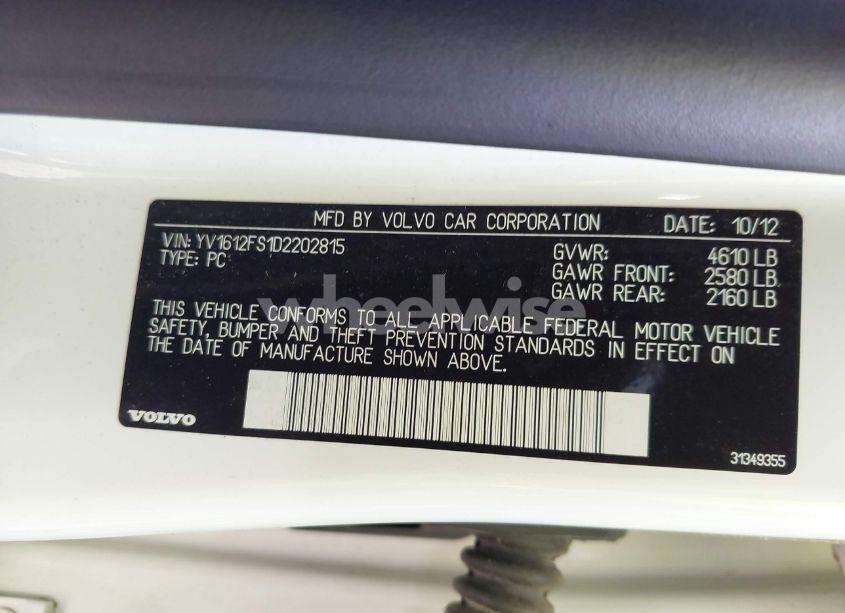 MFD BY VOLVO CAR CORPORATION DATE: 10/12
VIN: YV1612FS1D2202815 GVWR: 4610 LB
TYPE: PC GAWR FRONT: 2580 LB
GAWR REAR: 2160 LB
THIS VEHICLE CONFORMS TO ALL APPLICABLE FEDERAL MOTOR VEHICLE
SAFETY, BUMPER AND THEFT PREVENTION STANDARDS IN EFFECT ON
THE DATE OF MANUFACTURE SHOWN ABOVE.
VOLVO
31349355
wheelwise